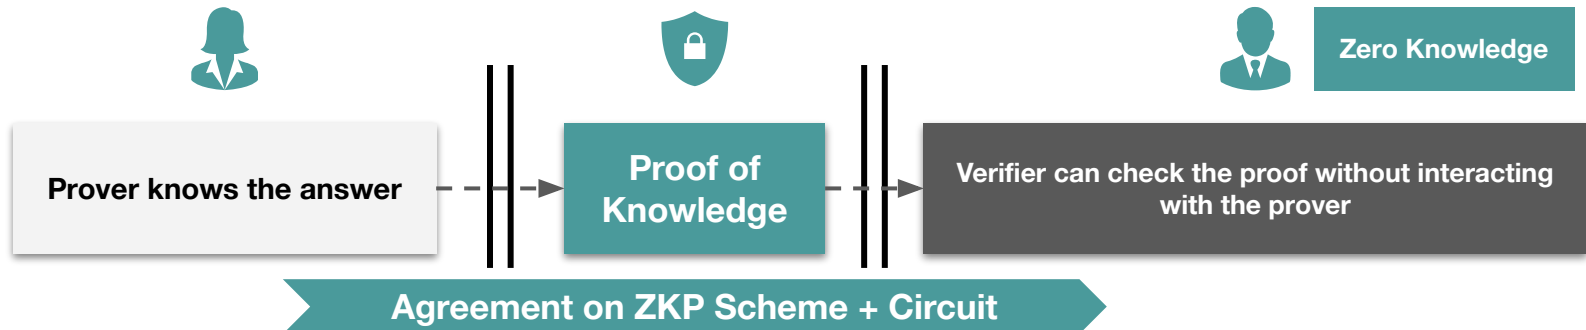 Zero Knowledge
Prover knows the answer
Proof of
Knowledge
Verifier can check the proof without interacting
with the prover
Agreement on ZKP Scheme + Circuit